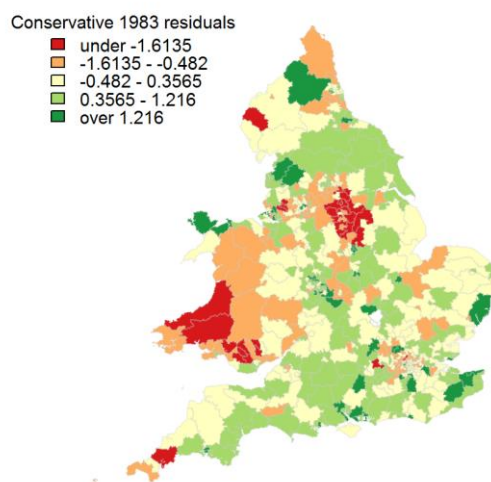 Conservative 1983 residuals
under -1.6135
-1.6135 - -0.482
-0.482 - 0.3565
0.3565 - 1.216
over 1.216